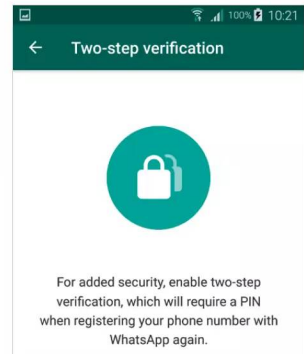 100% 10:21
Two-step verification
For added security, enable two-step
verification, which will require a PIN
when registering your phone number with
WhatsApp again.